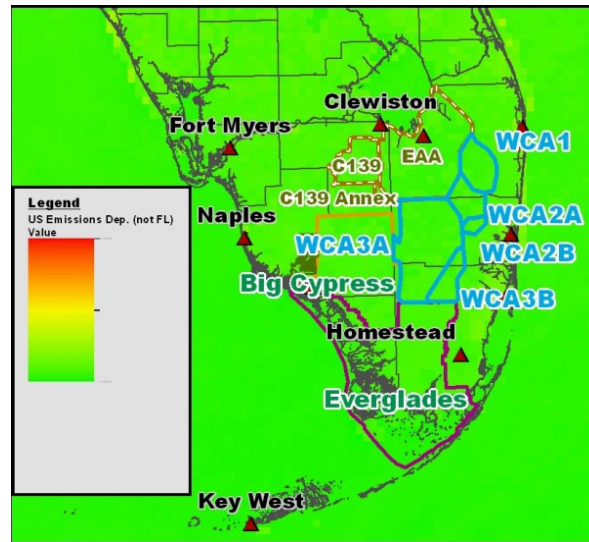 Clewiston
Fort Myers
WCA1
EAA
C139
C139 Annex
Legend
US Emissions Dep. (not FL)
Value
Naples
WCA3A
WCA2A
WCA2B
Big Cypress
WCA3B
Homestead
Everglades
Key West